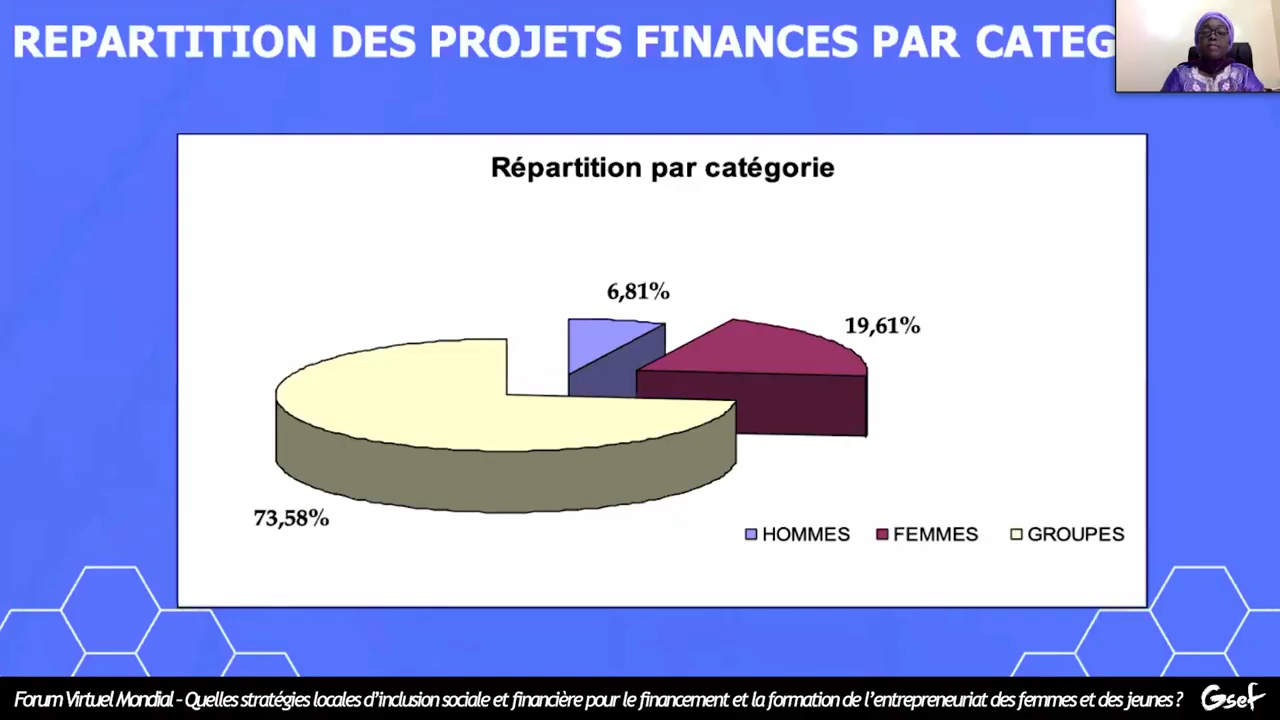 REPARTITION DES PROJETS FINANCES PAR CATEG
Répartition par catégorie
6,81%
19,61%
73,58%
HOMMES FEMMES GROUPES
Forum Virtuel Mondial - Quelles stratégies locales d'inclusion sociale et financière pour le financement et la formation de l'entrepreneuriat des femmes et des jeunes ? Gsef